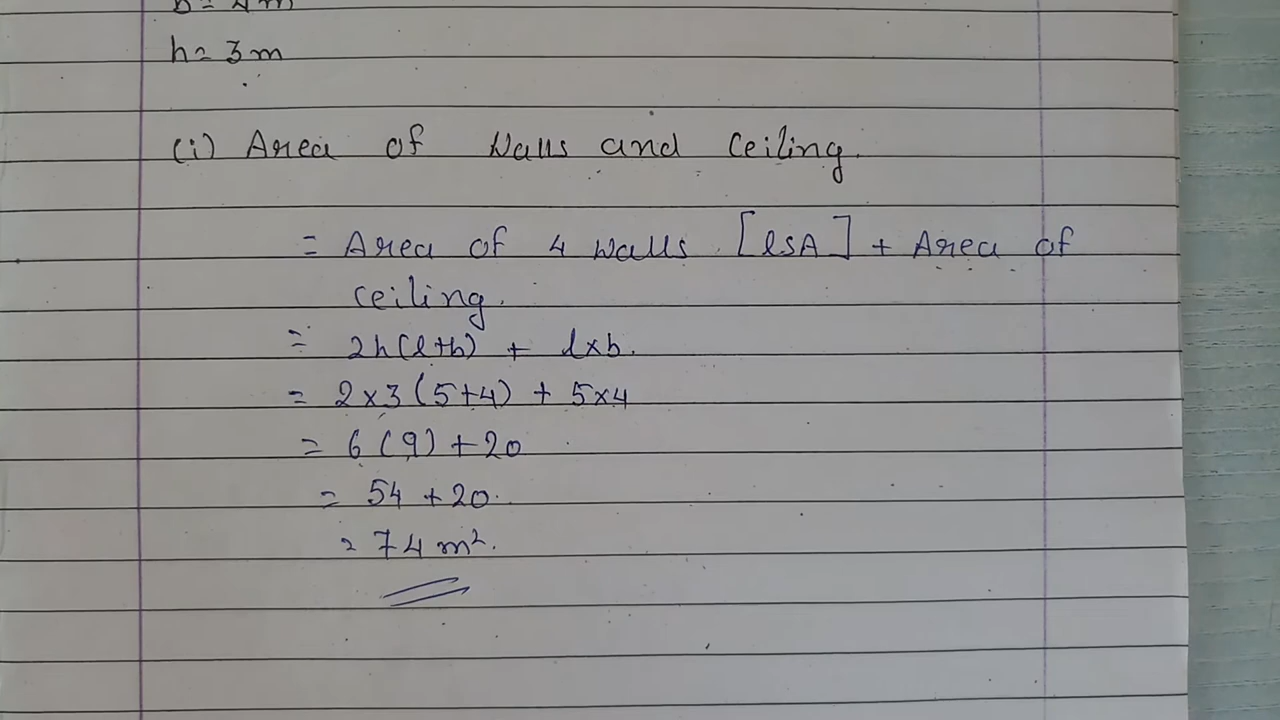 b = 4m
h = 3m
(i) Area of Walls and Ceiling.
= Area of 4 walls [lSA] + Area of
ceiling.
= 2h(l+b) + l×b.
= 2×3(5+4) + 5×4
= 6(9)+20
= 54 +20.
= 74 m².